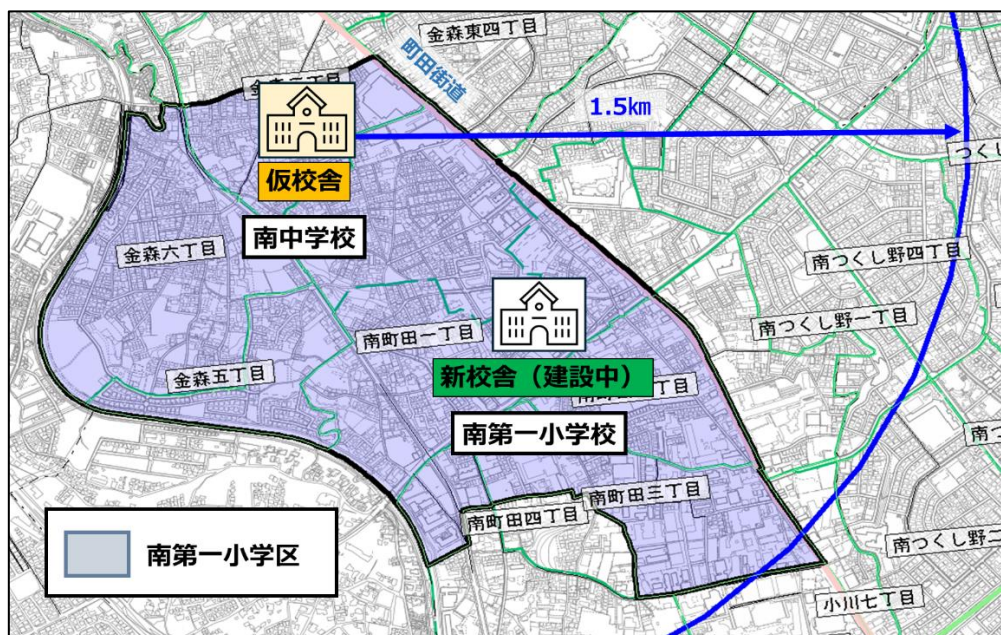 金森東四丁目
町田街道
1.5km
仮校舎
南中学校
金森六丁目
南つくし野四丁目
南つくし野一丁目
南町田一丁目
金森五丁目
新校舎（建設中）
南第一小学校
南町田三丁目
南町田四丁目
南第一小学区
小川七丁目